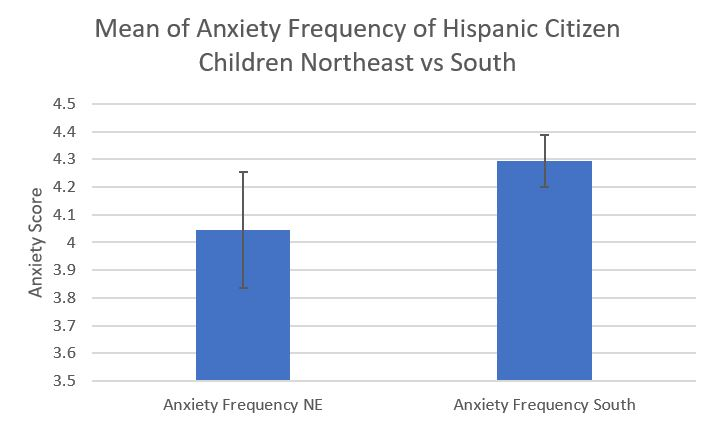 Mean of Anxiety Frequency of Hispanic Citizen
Children Northeast vs South
4.5
4.4
4.3
4.2
4.1
4
3.9
3.8
3.7
3.6
3.5
Anxiety Score
Anxiety Frequency NE
Anxiety Frequency South